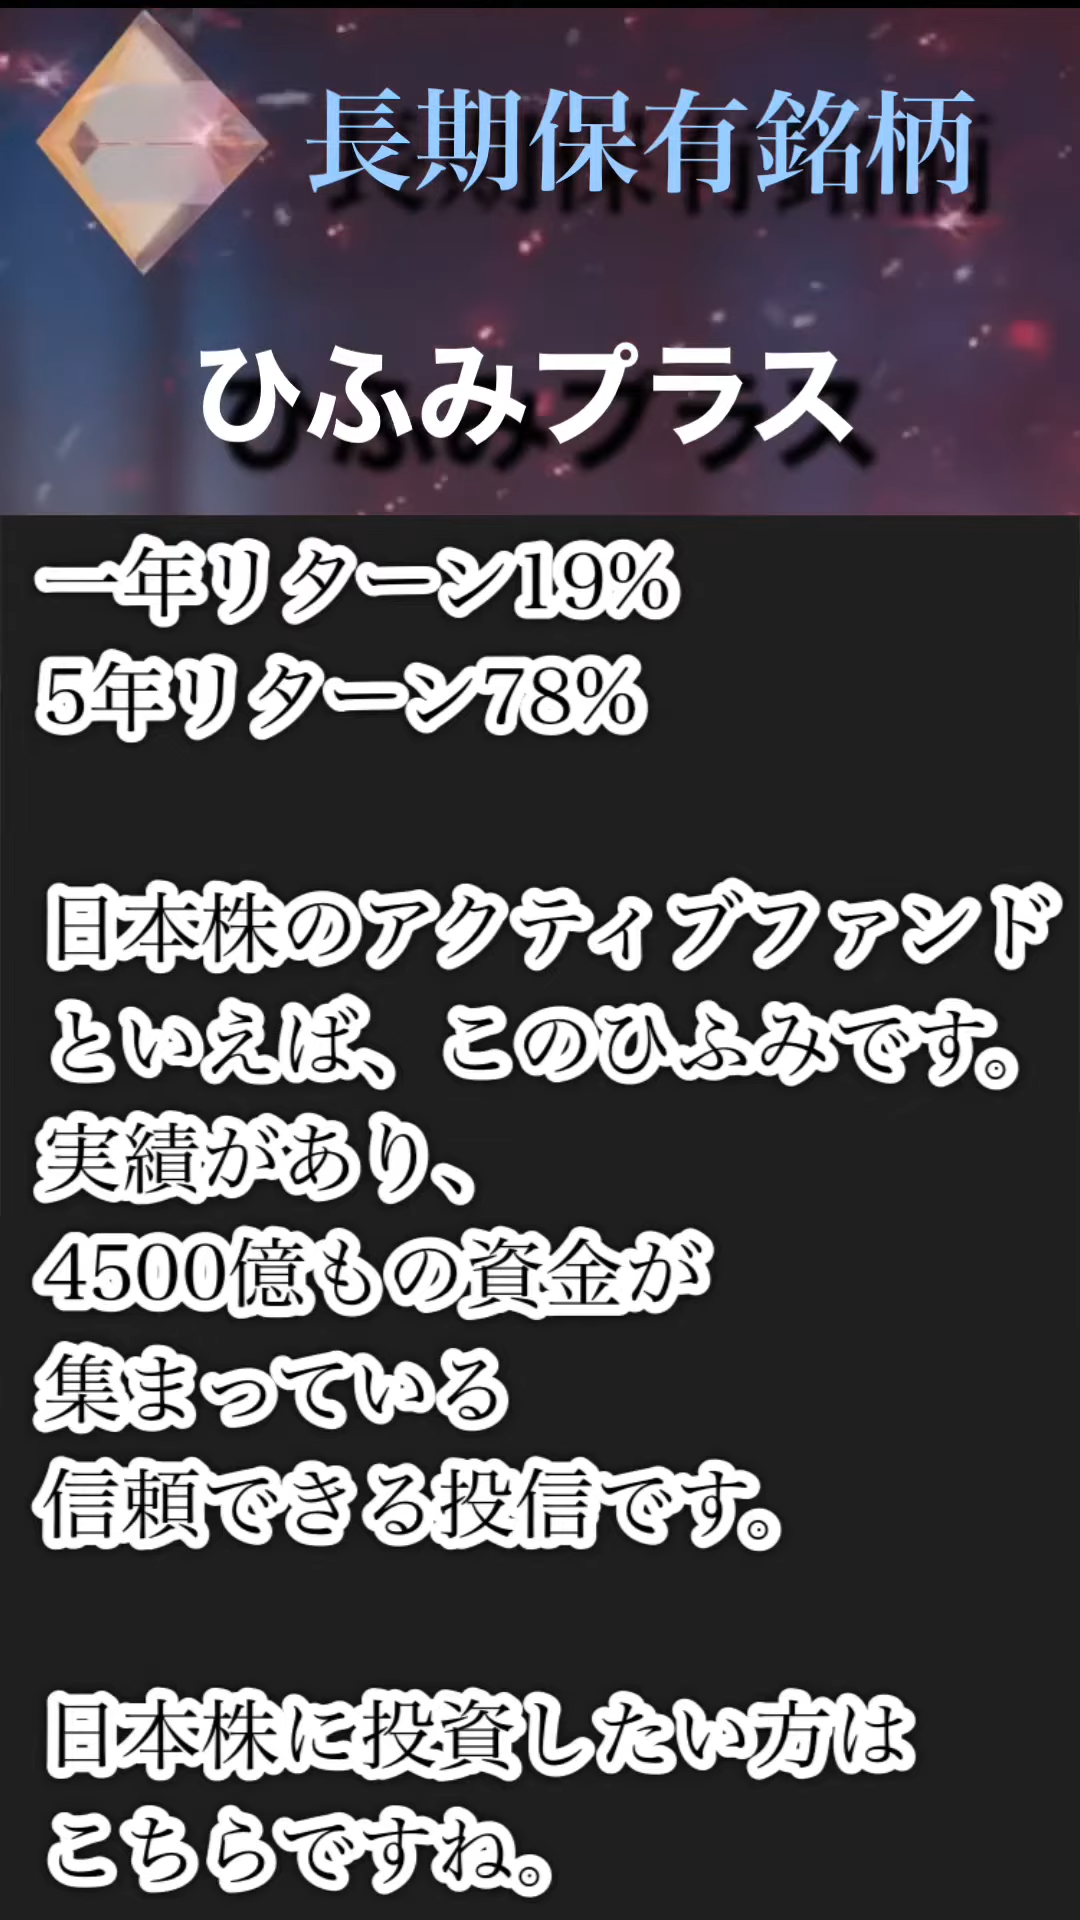 長期保有銘柄
ひふみプラス
一年リターン19%
5年リターン78%
日本株のアクティブファンド
といえば、このひふみです。
実績があり、
4500億もの資金が
集まっている
信頼できる投信です。
日本株に投資したい方は
こちらですね。